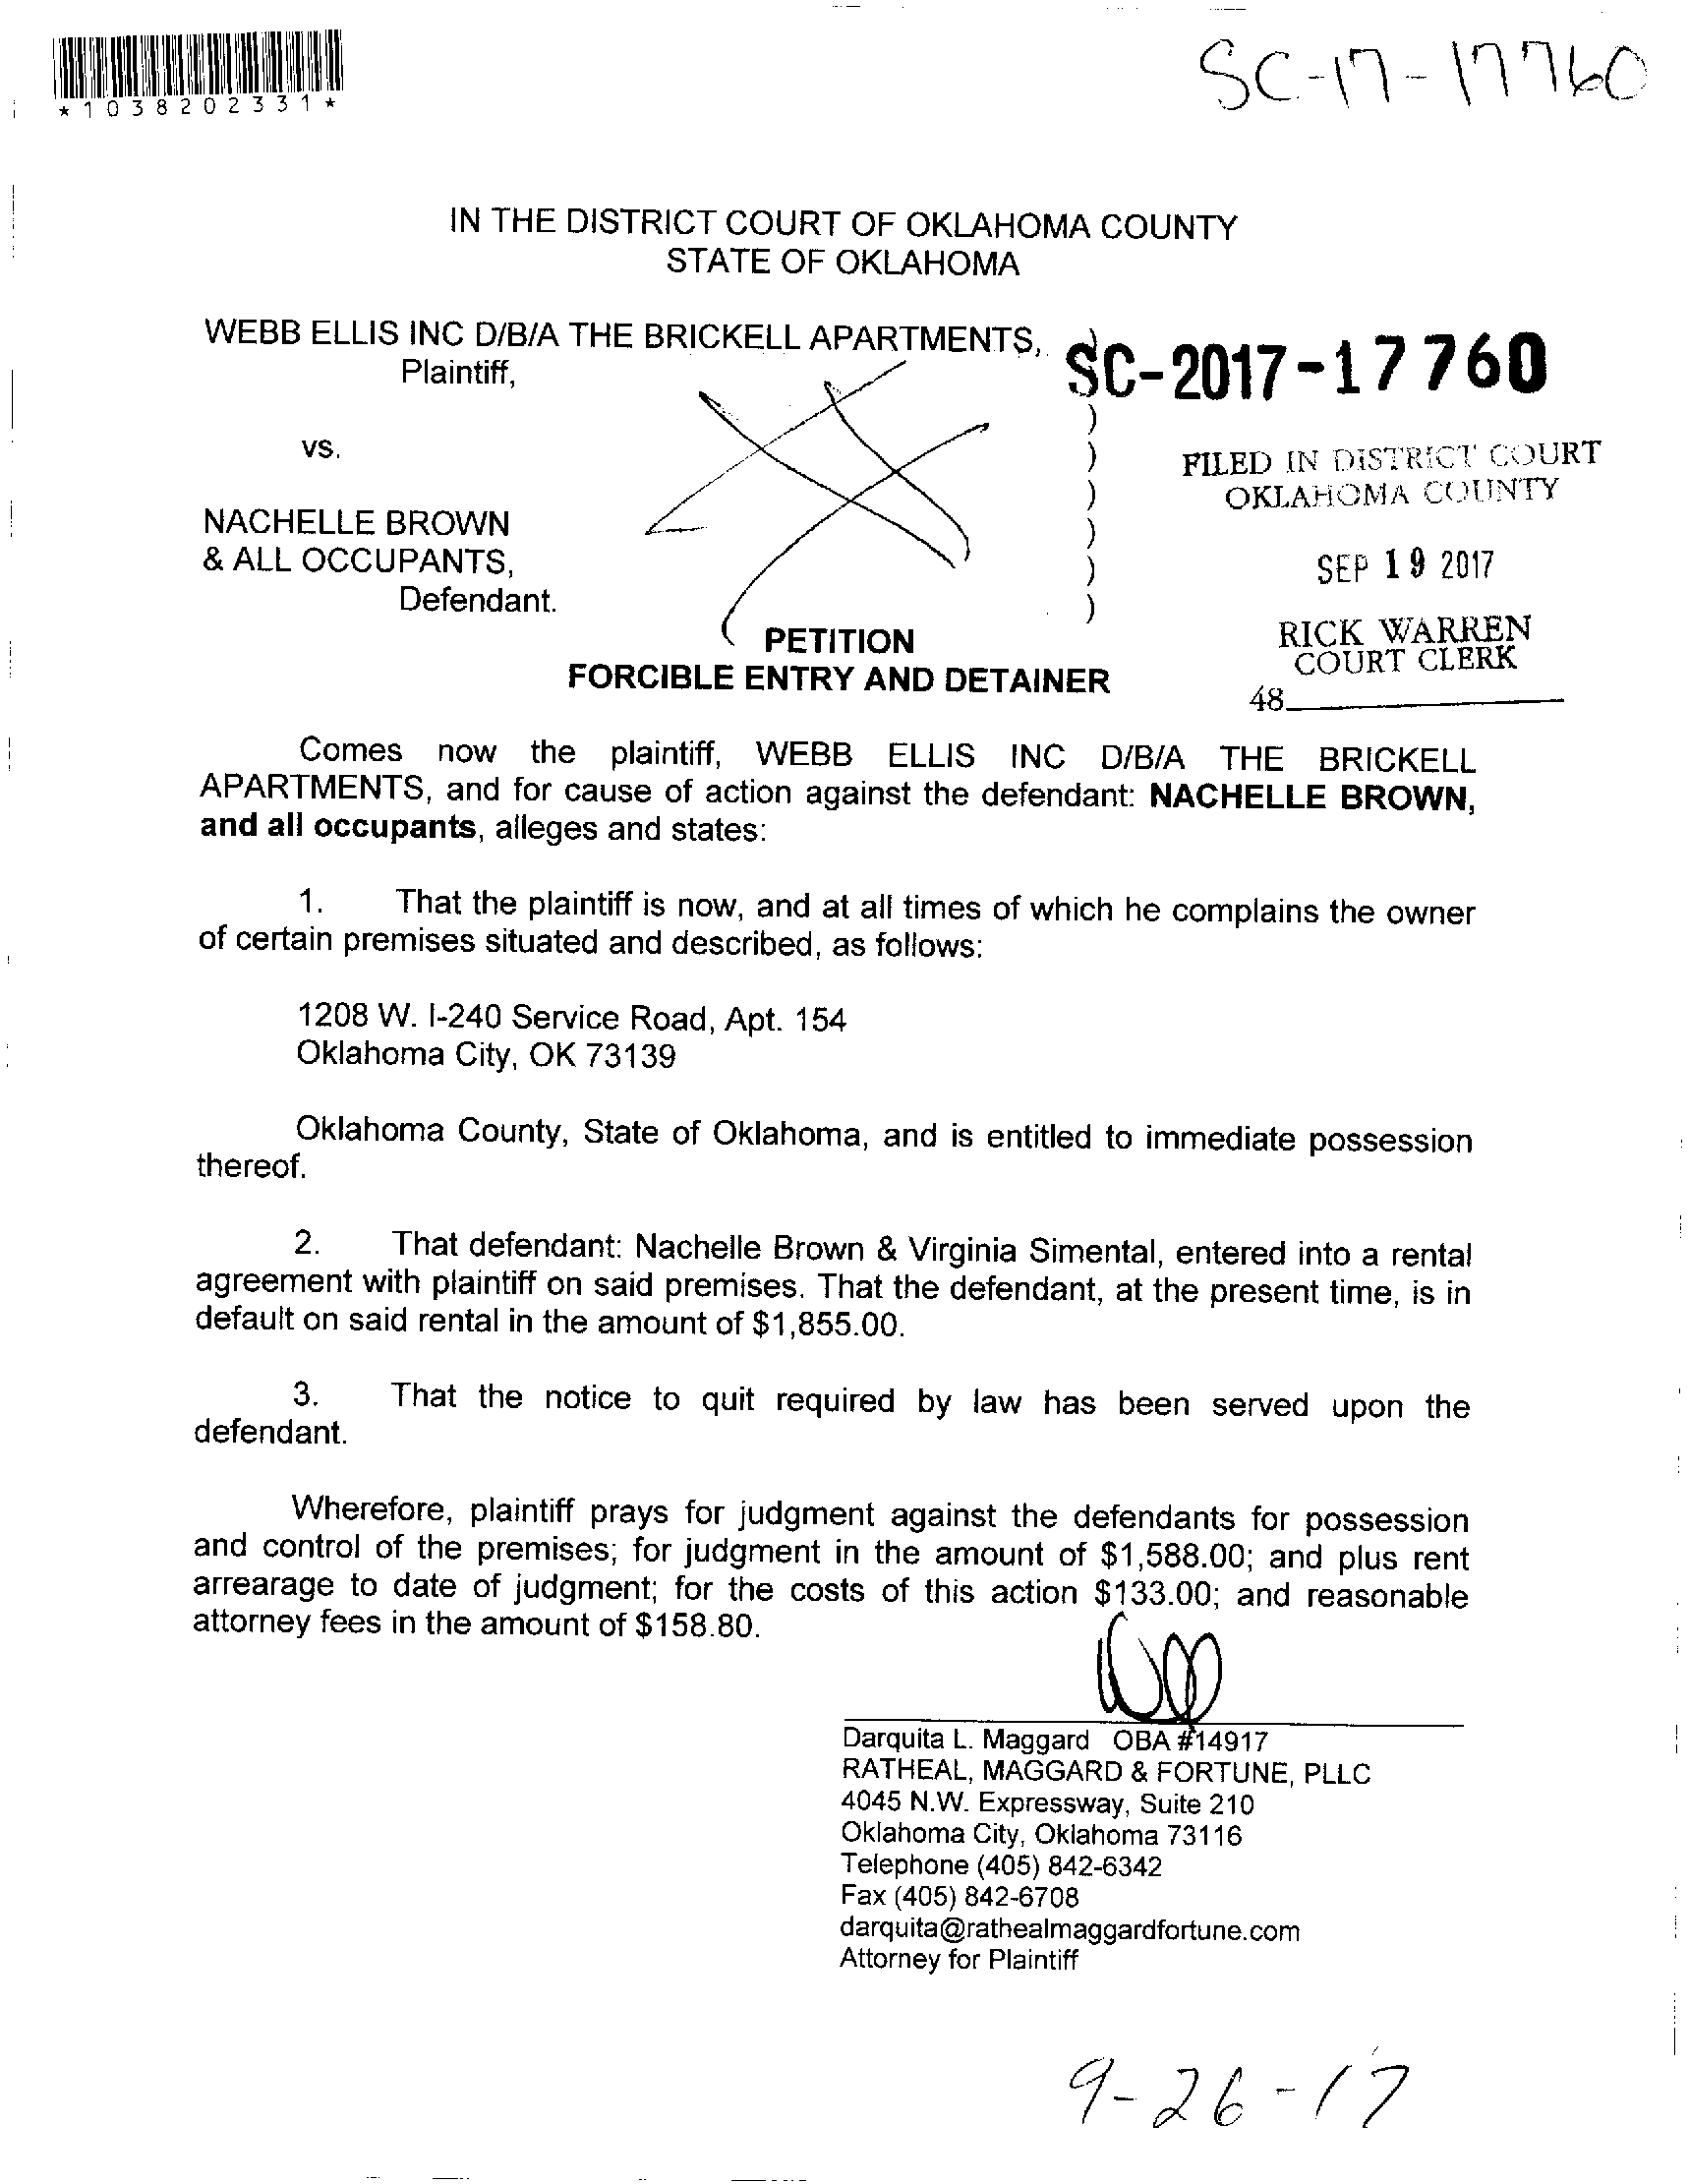 SC-17-17760
*1038202331*
IN THE DISTRICT COURT OF OKLAHOMA COUNTY
STATE OF OKLAHOMA
WEBB ELLIS INC D/B/A THE BRICKELL APARTMENTS, )
Plaintiff,
SC-2017-17760
)
vs. )
FILED IN DISTRICT COURT
) OKLAHOMA COUNTY
NACHELLE BROWN )
& ALL OCCUPANTS, )
SEP 19 2017
Defendant. )
RICK WARREN
COURT CLERK
48
PETITION
FORCIBLE ENTRY AND DETAINER
Comes now the plaintiff, WEBB ELLIS INC D/B/A THE BRICKELL
APARTMENTS, and for cause of action against the defendant: NACHELLE BROWN,
and all occupants, alleges and states:
1. That the plaintiff is now, and at all times of which he complains the owner
of certain premises situated and described, as follows:
1208 W. I-240 Service Road, Apt. 154
Oklahoma City, OK 73139
Oklahoma County, State of Oklahoma, and is entitled to immediate possession
thereof.
2. That defendant: Nachelle Brown & Virginia Simental, entered into a rental
agreement with plaintiff on said premises. That the defendant, at the present time, is in
default on said rental in the amount of $1,855.00.
3. That the notice to quit required by law has been served upon the
defendant.
Wherefore, plaintiff prays for judgment against the defendants for possession
and control of the premises; for judgment in the amount of $1,588.00; and plus rent
arrearage to date of judgment; for the costs of this action $133.00; and reasonable
attorney fees in the amount of $158.80.
Darquita L. Maggard OBA #14917
RATHEAL, MAGGARD & FORTUNE, PLLC
4045 N.W. Expressway, Suite 210
Oklahoma City, Oklahoma 73116
Telephone (405) 842-6342
Fax (405) 842-6708
darquita@rathealmaggardfortune.com
Attorney for Plaintiff
9-26-17